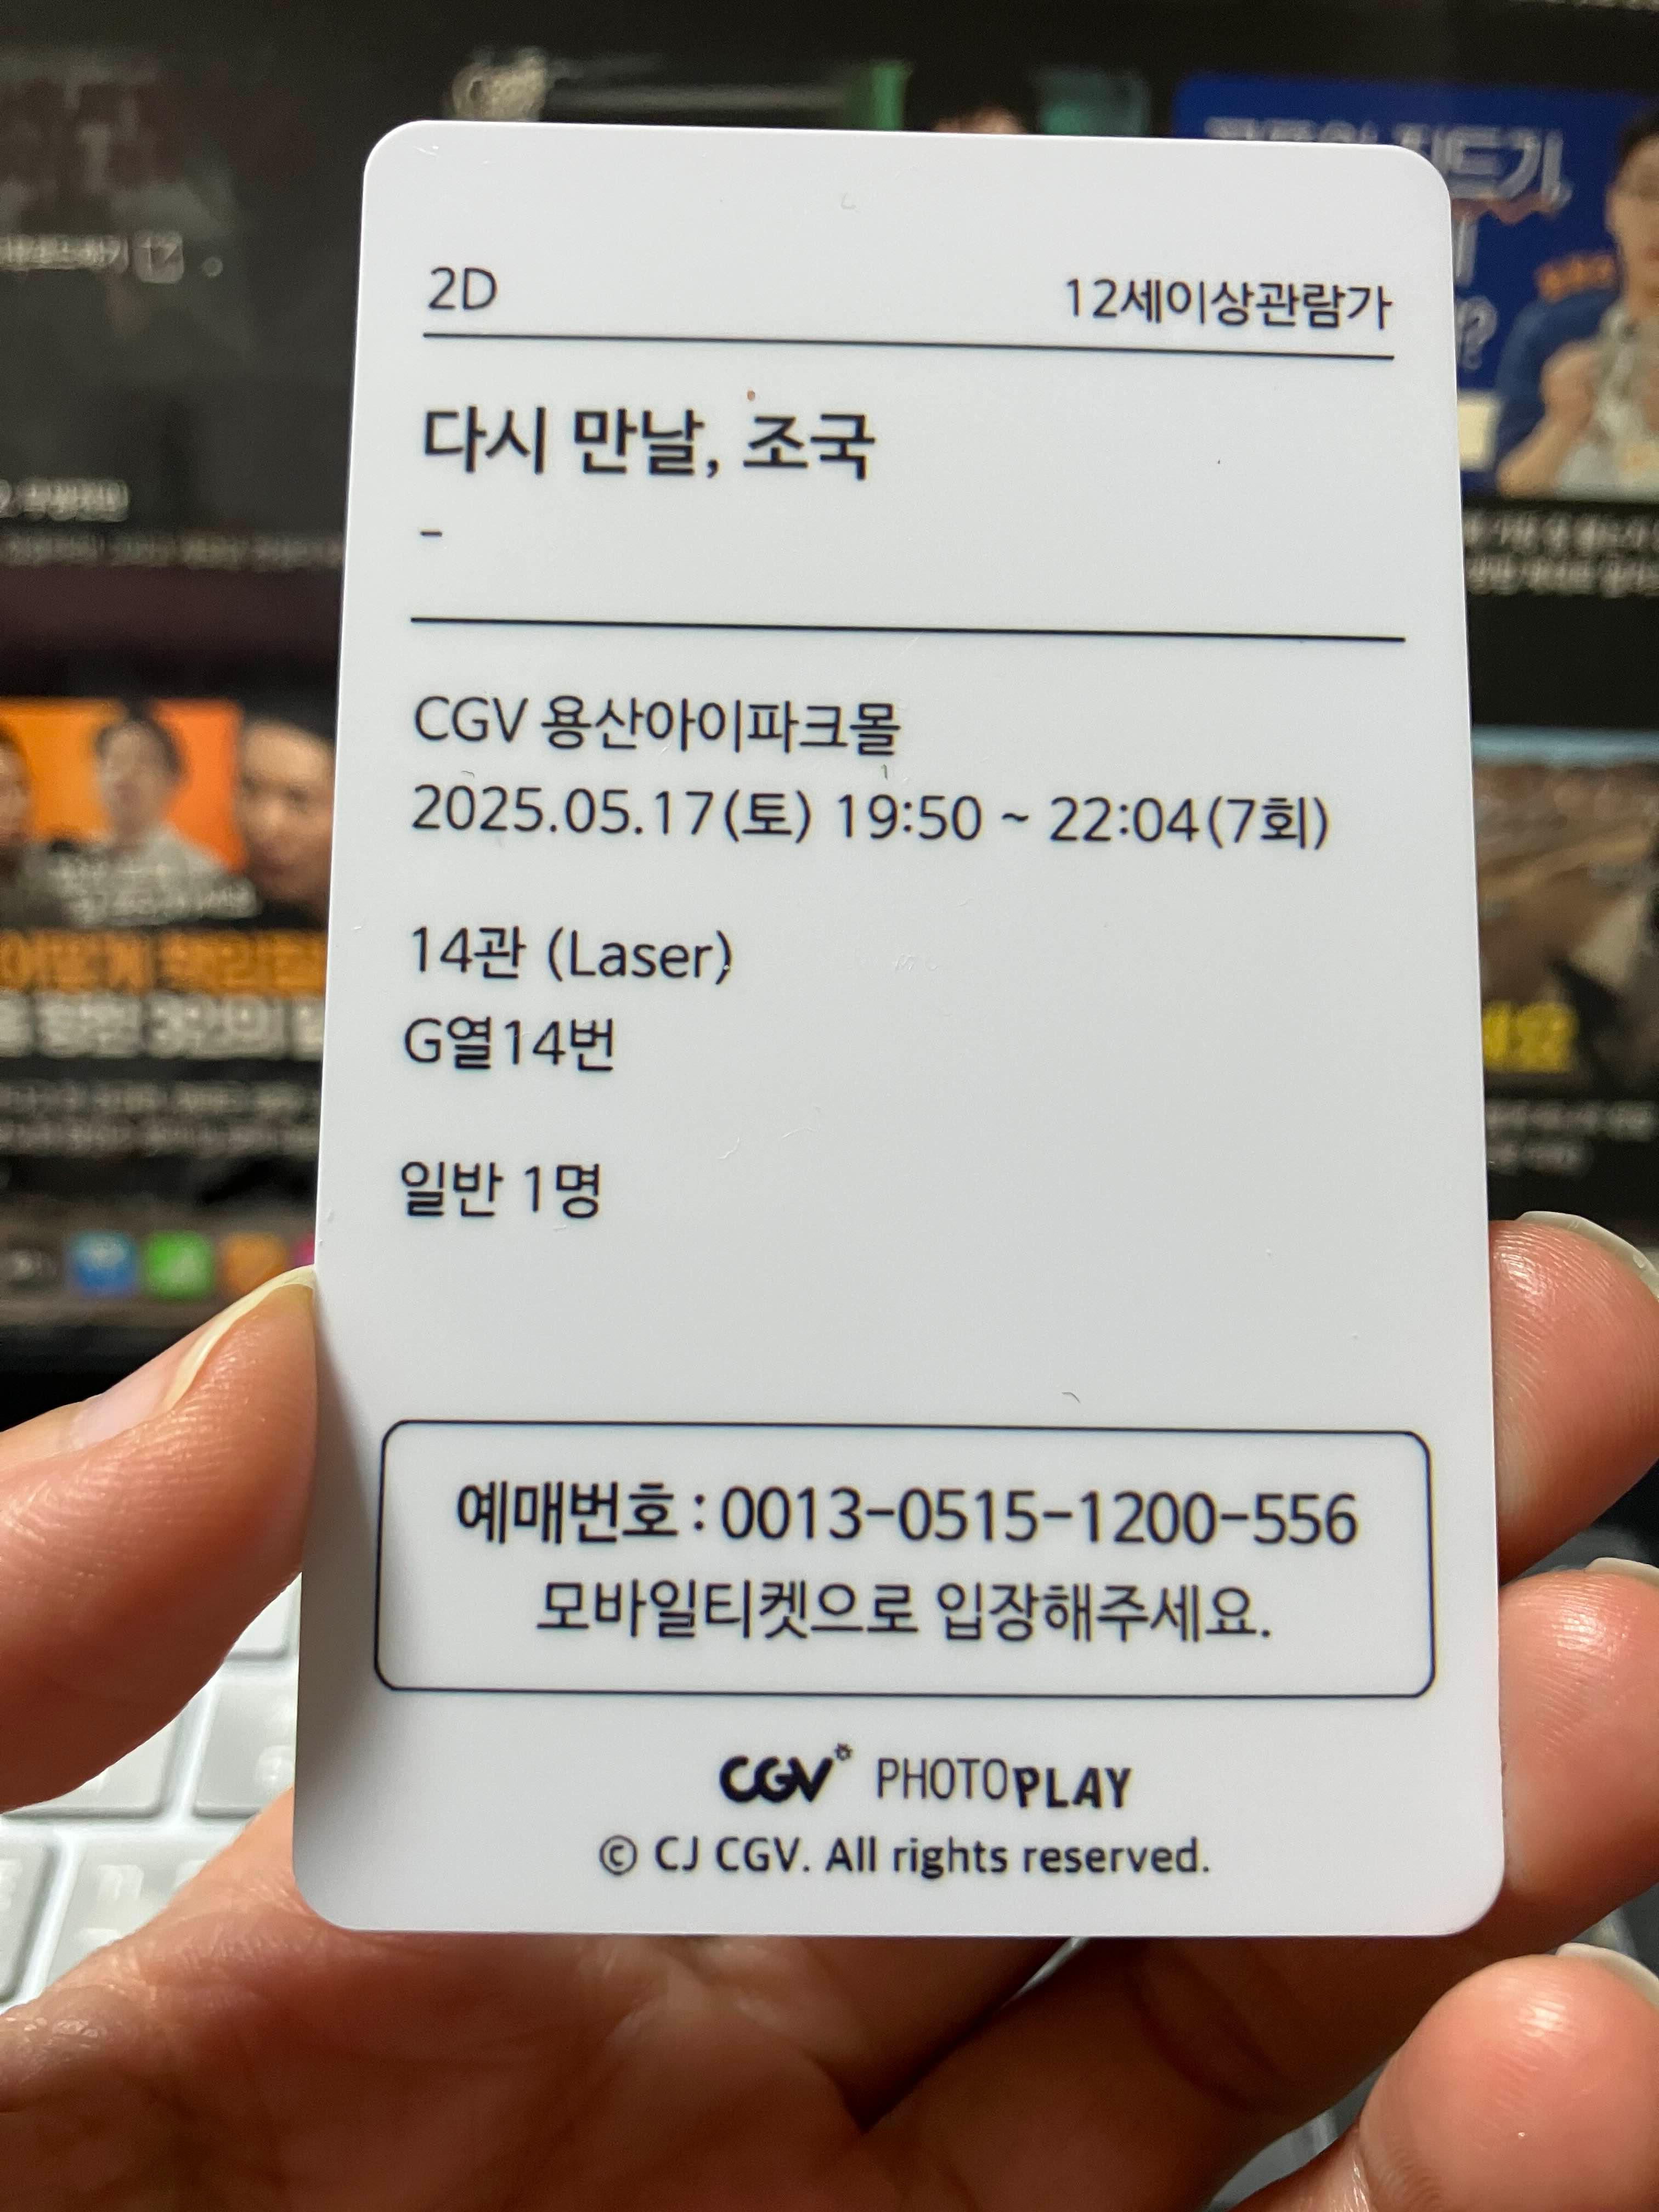 2D 12세이상관람가
다시 만날, 조국
-
CGV 용산아이파크몰
2025.05.17(토) 19:50 ~ 22:04(7회)
14관 (Laser)
G열14번
일반 1명
예매번호 : 0013-0515-1200-556
모바일티켓으로 입장해주세요.
CGV PHOTOPLAY
© CJ CGV. All rights reserved.